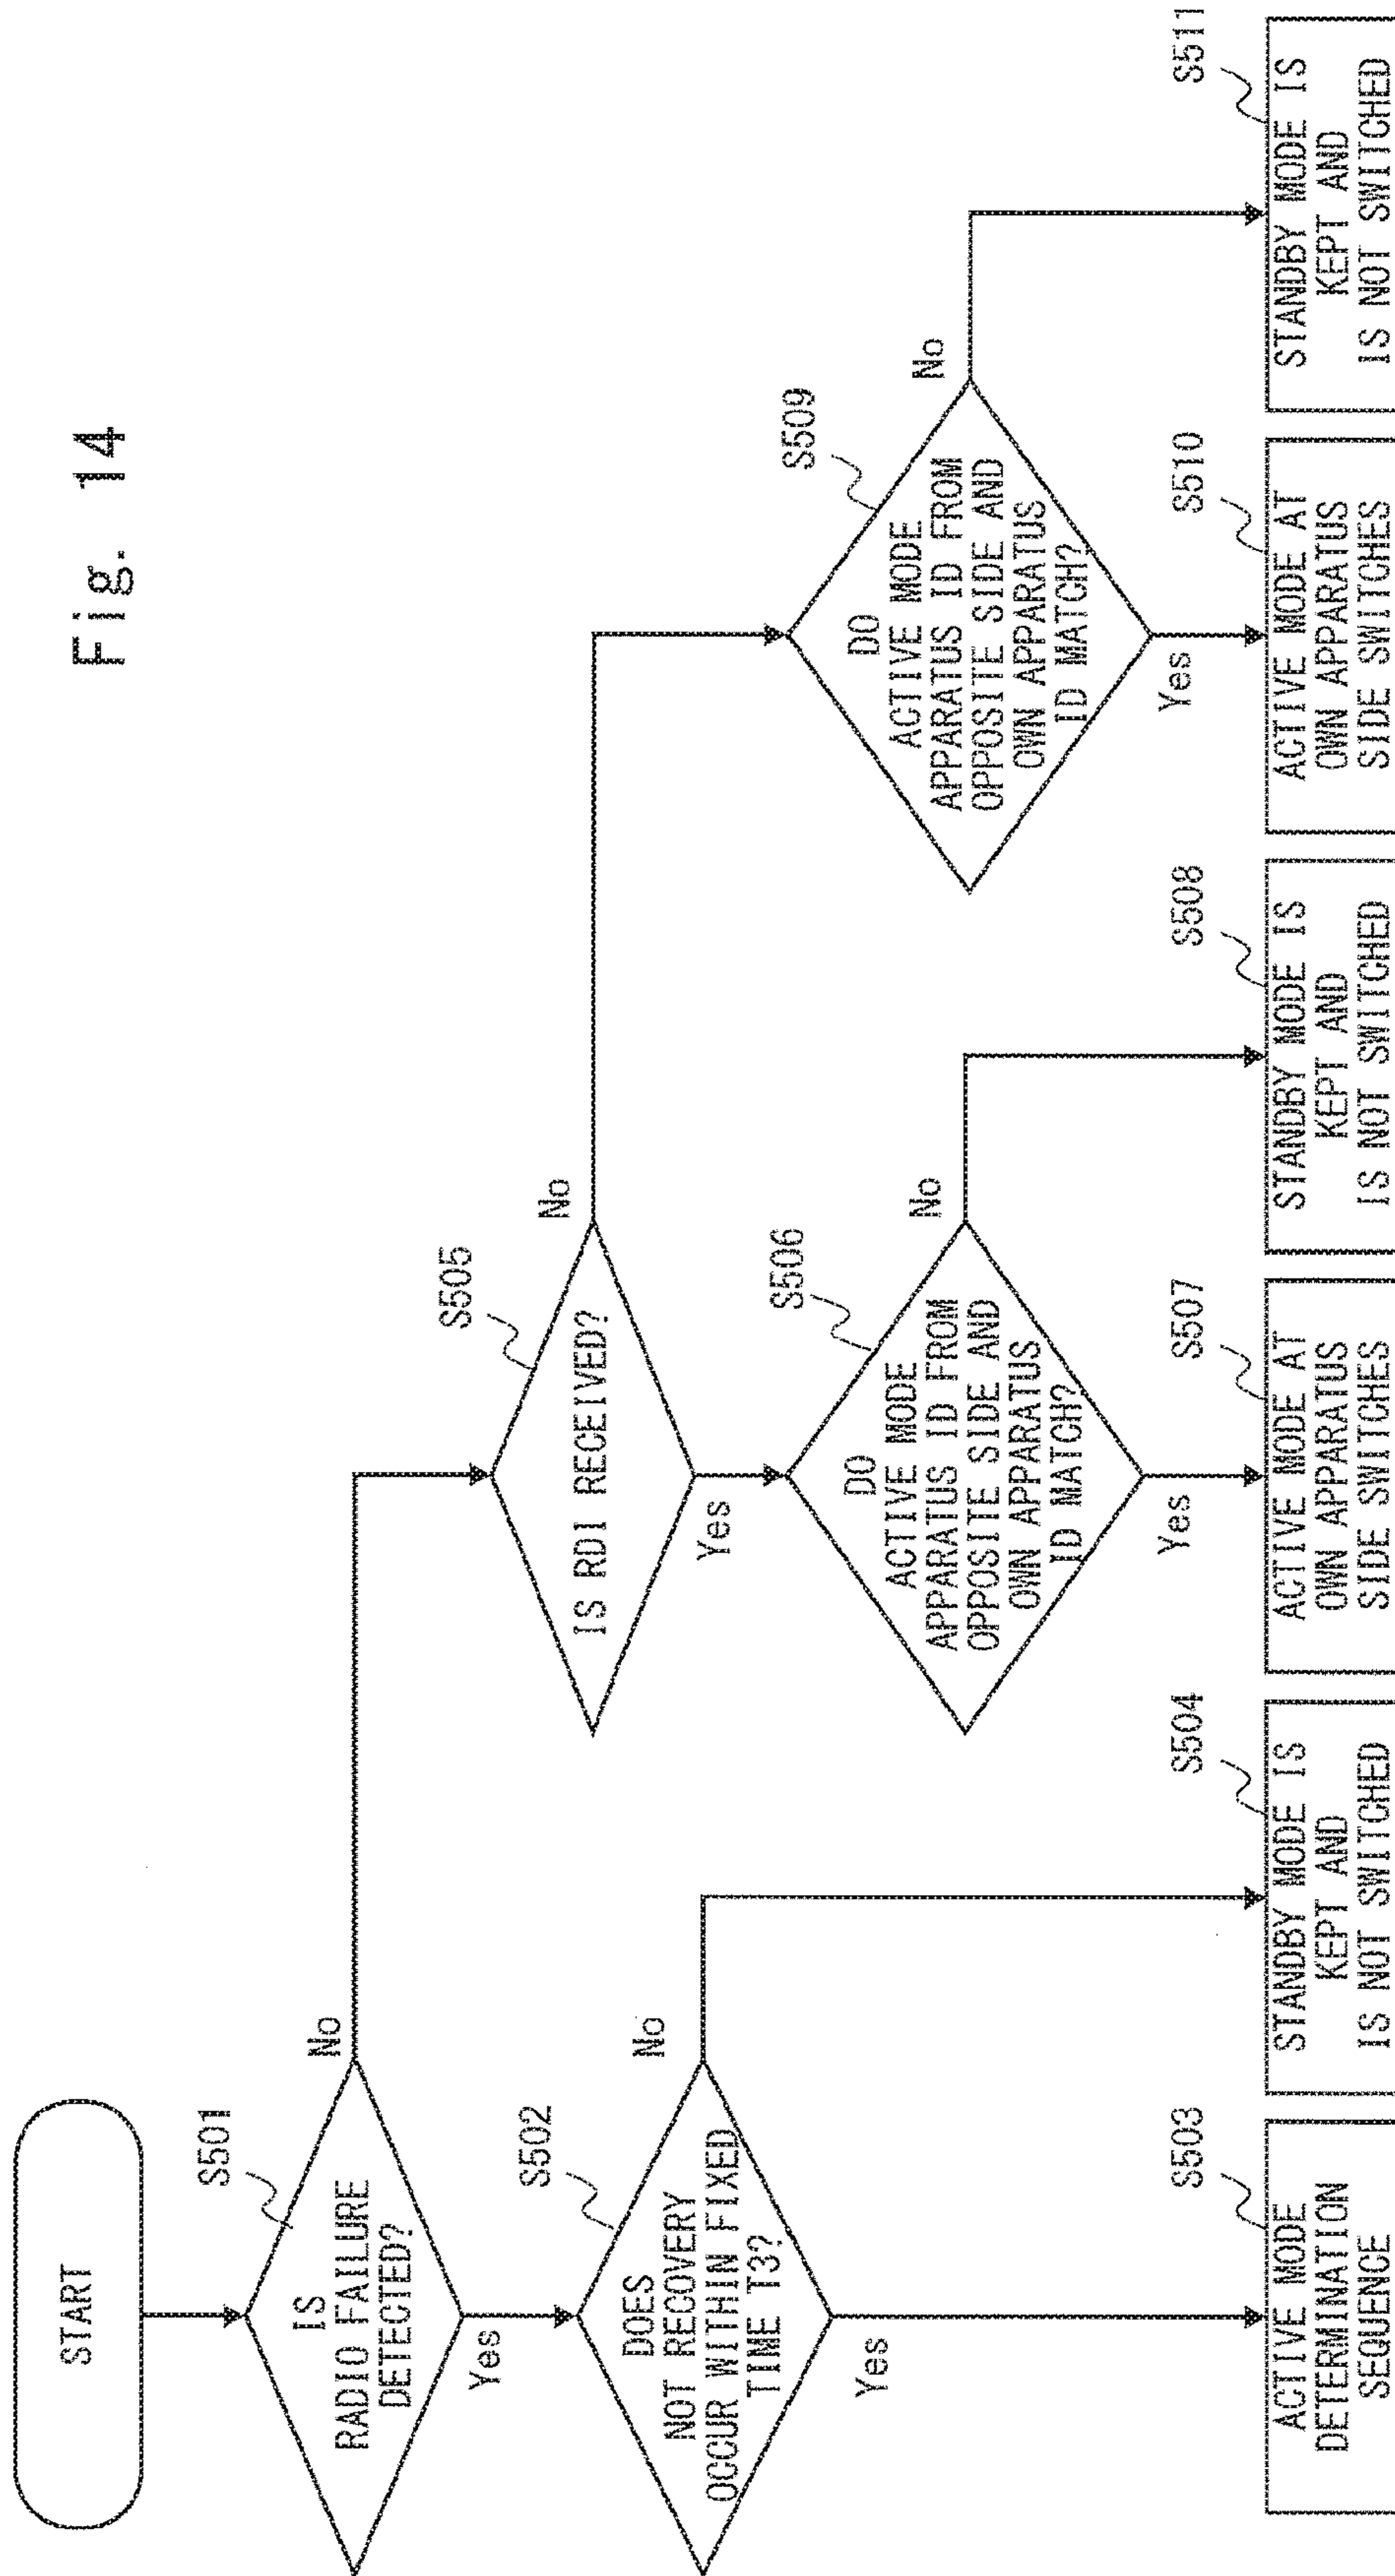 Fig. 14
START
S501
IS
RADIO FAILURE
DETECTED?
No
Yes
S502
DOES
NOT RECOVERY
OCCUR WITHIN FIXED
TIME T3?
No
Yes
S503
ACTIVE MODE
DETERMINATION
SEQUENCE
S504
STANDBY MODE IS
KEPT AND
IS NOT SWITCHED
S505
IS RDI RECEIVED?
No
Yes
S506
DO
ACTIVE MODE
APPARATUS ID FROM
OPPOSITE SIDE AND
OWN APPARATUS
ID MATCH?
No
Yes
S507
ACTIVE MODE AT
OWN APPARATUS
SIDE SWITCHES
S508
STANDBY MODE IS
KEPT AND
IS NOT SWITCHED
S509
DO
ACTIVE MODE
APPARATUS ID FROM
OPPOSITE SIDE AND
OWN APPARATUS
ID MATCH?
No
Yes
S510
ACTIVE MODE AT
OWN APPARATUS
SIDE SWITCHES
S511
STANDBY MODE IS
KEPT AND
IS NOT SWITCHED